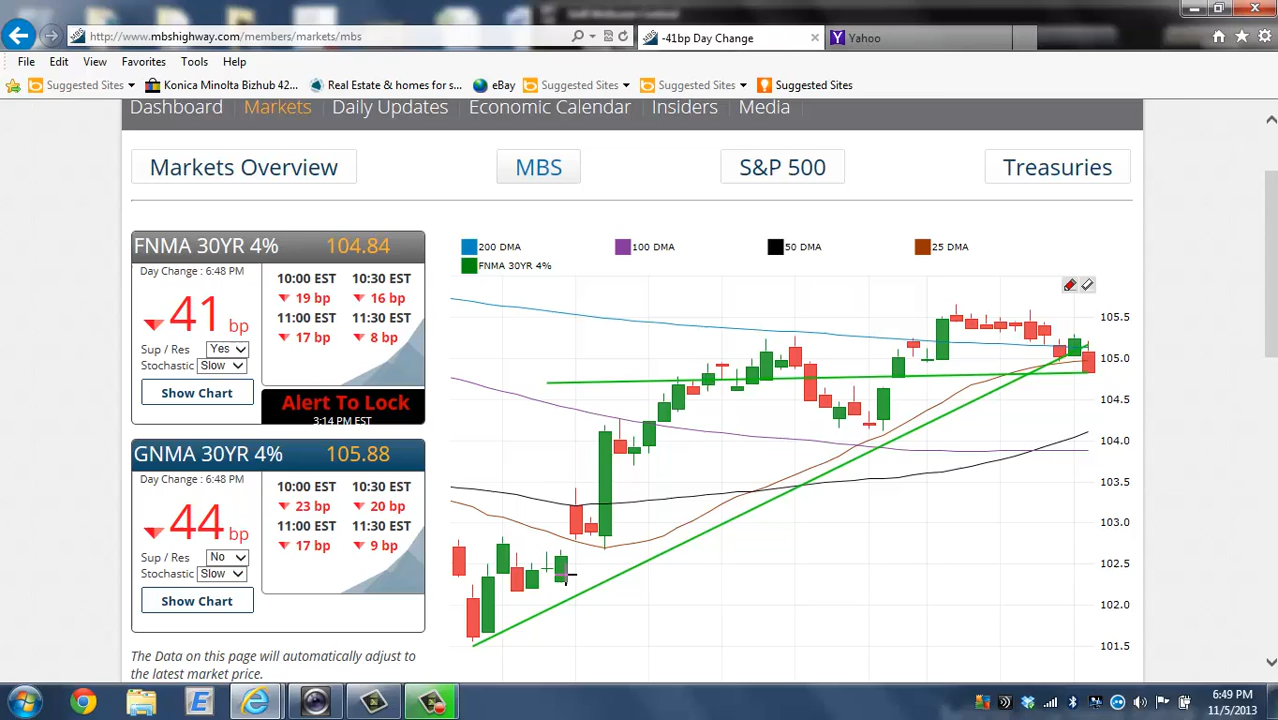 http://www.mbshighway.com/members/markets/mbs
-41bp Day Change
Yahoo
File Edit View Favorites Tools Help
Suggested Sites
Konica Minolta Bizhub 42...
Real Estate & homes for s...
eBay
Suggested Sites
Suggested Sites
Suggested Sites
Dashboard Markets Daily Updates Economic Calendar Insiders Media
Markets Overview MBS S&P 500 Treasuries
FNMA 30YR 4% 104.84
Day Change : 6:48 PM
41 bp
Sup / Res Yes
Stochastic Slow
Show Chart
10:00 EST 10:30 EST
19 bp 16 bp
11:00 EST 11:30 EST
17 bp 8 bp
Alert To Lock
3:14 PM EST
GNMA 30YR 4% 105.88
Day Change : 6:48 PM
44 bp
Sup / Res No
Stochastic Slow
Show Chart
10:00 EST 10:30 EST
23 bp 20 bp
11:00 EST 11:30 EST
17 bp 9 bp
The Data on this page will automatically adjust to
the latest market price.
200 DMA 100 DMA 50 DMA 25 DMA
FNMA 30YR 4%
105.5
105.0
104.5
104.0
103.5
103.0
102.5
102.0
101.5
6:49 PM
11/5/2013